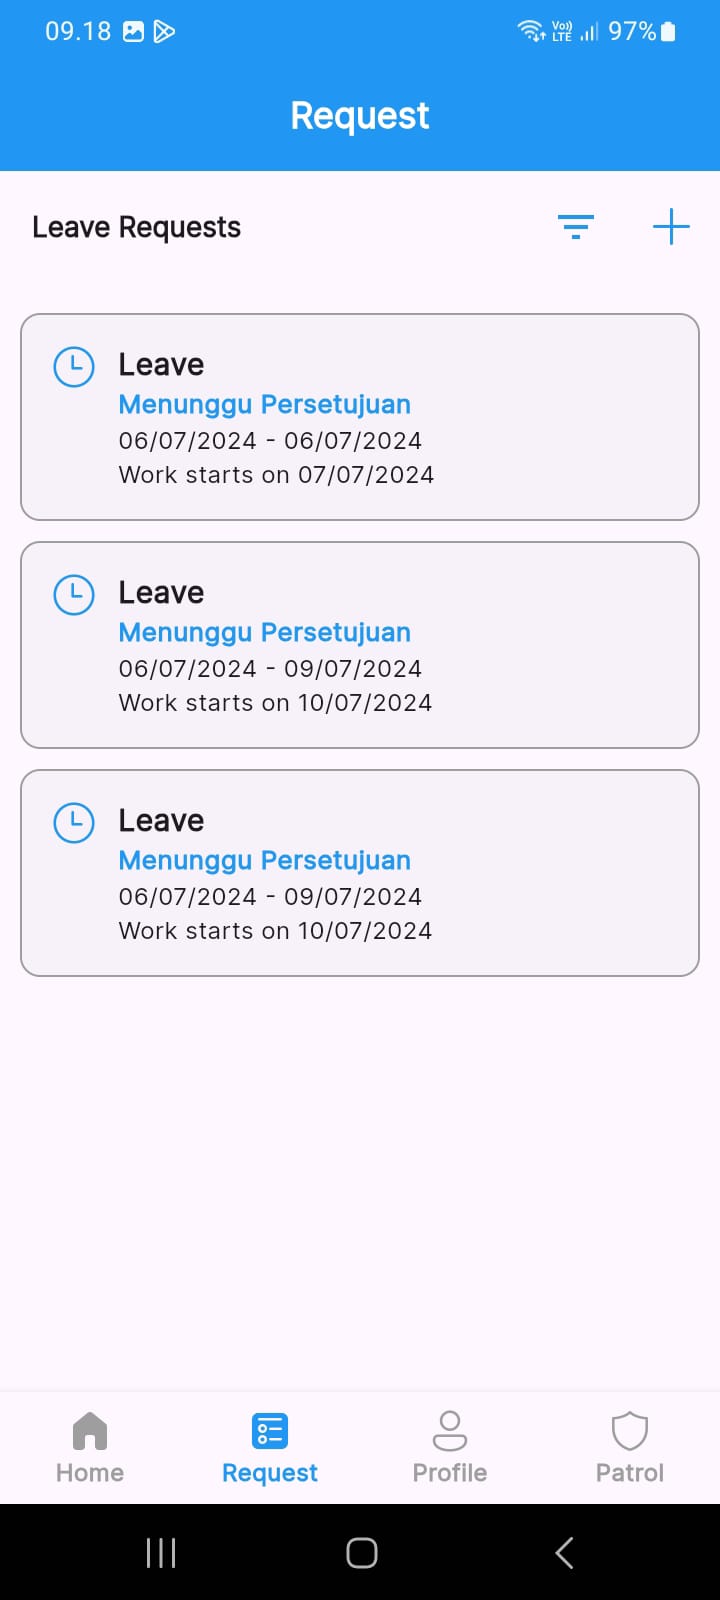 09.18
Vo)) LTE 97%
Request
Leave Requests
Leave
Menunggu Persetujuan
06/07/2024 - 06/07/2024
Work starts on 07/07/2024
Leave
Menunggu Persetujuan
06/07/2024 - 09/07/2024
Work starts on 10/07/2024
Leave
Menunggu Persetujuan
06/07/2024 - 09/07/2024
Work starts on 10/07/2024
Home Request Profile Patrol